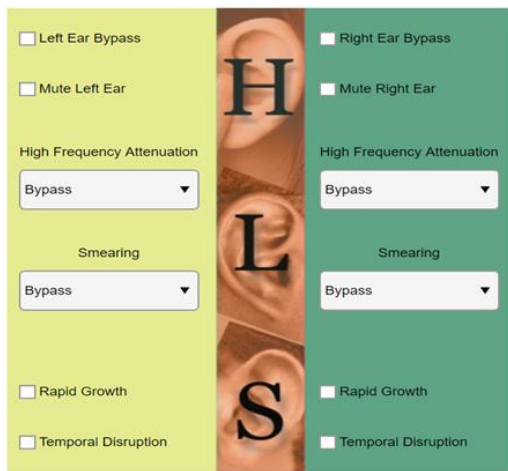 Left Ear Bypass
Mute Left Ear
High Frequency Attenuation
Bypass
Smearing
Bypass
Rapid Growth
Temporal Disruption
H
L
S
Right Ear Bypass
Mute Right Ear
High Frequency Attenuation
Bypass
Smearing
Bypass
Rapid Growth
Temporal Disruption